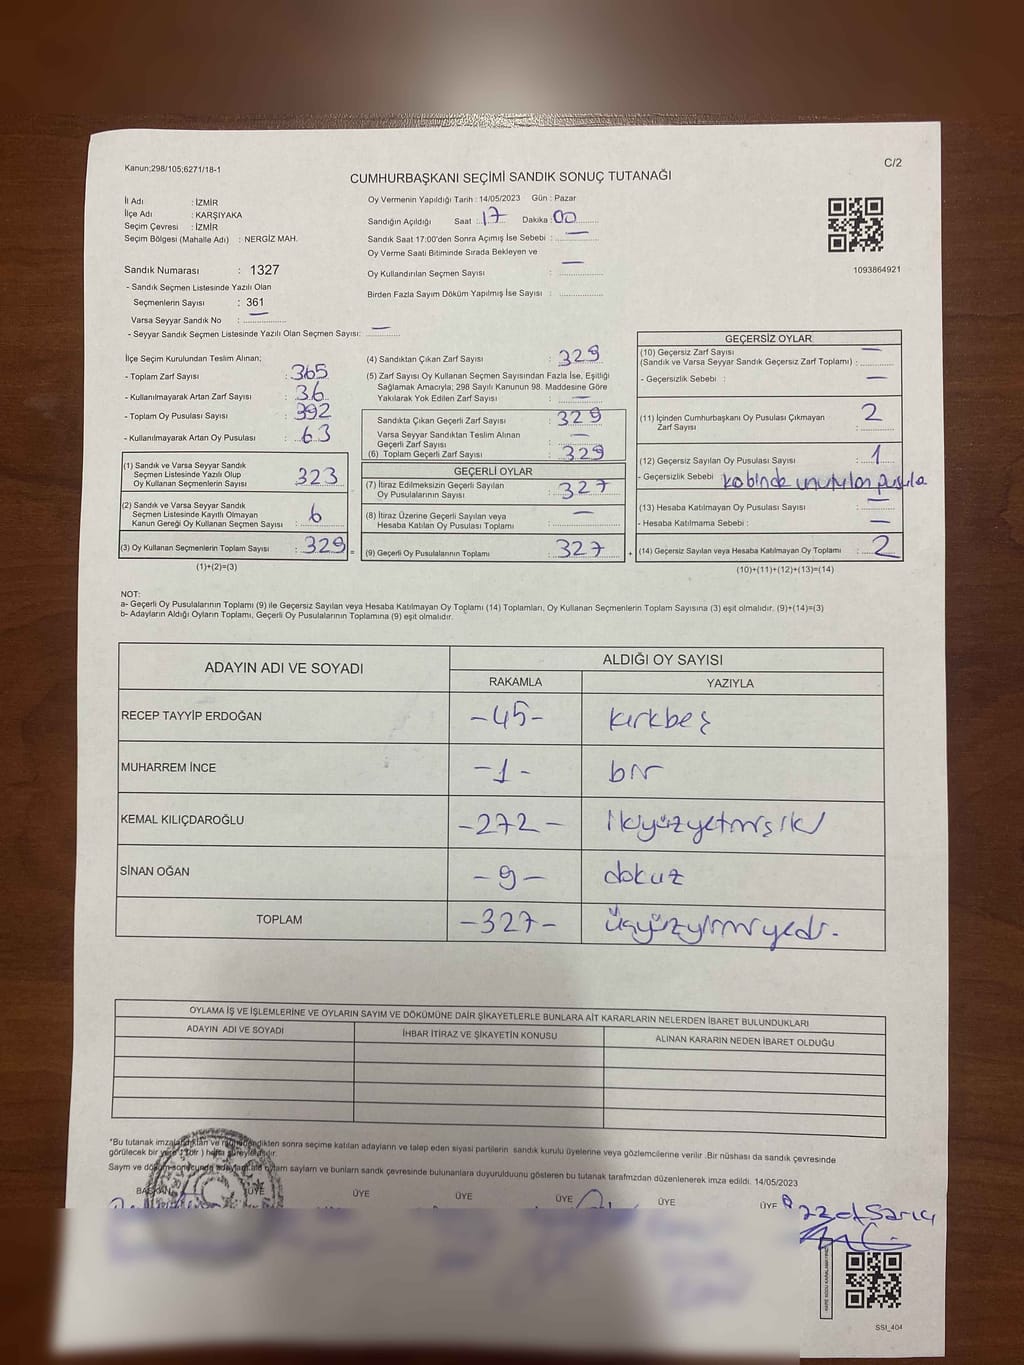 Kanun:298/105;6271/18-1
C/2
CUMHURBAŞKANI SEÇİMİ SANDIK SONUÇ TUTANAĞI
İl Adı : İZMİR
İlçe Adı : KARŞIYAKA
Seçim Çevresi : İZMİR
Seçim Bölgesi (Mahalle Adı) : NERGİZ MAH.
Oy Vermenin Yapıldığı Tarih : 14/05/2023 Gün : Pazar
Sandığın Açıldığı Saat : 17 Dakika : 00
Sandık Saat 17:00'den Sonra Açımış İse Sebebi : —
Oy Verme Saati Bitiminde Sırada Bekleyen ve
Oy Kullandırılan Seçmen Sayısı : —
Birden Fazla Sayım Döküm Yapılmış İse Sayısı :
1093864921
Sandık Numarası : 1327
- Sandık Seçmen Listesinde Yazılı Olan
Seçmenlerin Sayısı : 361
Varsa Seyyar Sandık No : —
- Seyyar Sandık Seçmen Listesinde Yazılı Olan Seçmen Sayısı: —
İlçe Seçim Kurulundan Teslim Alınan;
- Toplam Zarf Sayısı : 365
- Kullanılmayarak Artan Zarf Sayısı : 36
- Toplam Oy Pusulası Sayısı : 392
- Kullanılmayarak Artan Oy Pusulası : 63
(1) Sandık ve Varsa Seyyar Sandık
Seçmen Listesinde Yazılı Olup
Oy Kullanan Seçmenlerin Sayısı : 323
(2) Sandık ve Varsa Seyyar Sandık
Seçmen Listesinde Kayıtlı Olmayan
Kanun Gereği Oy Kullanan Seçmen Sayısı : 6
(3) Oy Kullanan Seçmenlerin Toplam Sayısı : 329
(1)+(2)=(3)
(4) Sandıktan Çıkan Zarf Sayısı : 329
(5) Zarf Sayısı Oy Kullanan Seçmen Sayısından Fazla İse, Eşitliği
Sağlamak Amacıyla; 298 Sayılı Kanunun 98. Maddesine Göre
Yakılarak Yok Edilen Zarf Sayısı : —
Sandıkta Çıkan Geçerli Zarf Sayısı : 329
Varsa Seyyar Sandıktan Teslim Alınan
Geçerli Zarf Sayısı : —
(6) Toplam Geçerli Zarf Sayısı : 329
GEÇERLİ OYLAR
(7) İtiraz Edilmeksizin Geçerli Sayılan
Oy Pusulalarının Sayısı : 327
(8) İtiraz Üzerine Geçerli Sayılan veya
Hesaba Katılan Oy Pusulası Toplamı : —
(9) Geçerli Oy Pusulalarının Toplamı : 327
GEÇERSİZ OYLAR
(10) Geçersiz Zarf Sayısı —
(Sandık ve Varsa Seyyar Sandık Geçersiz Zarf Toplamı) :
- Geçersizlik Sebebi : —
(11) İçinden Cumhurbaşkanı Oy Pusulası Çıkmayan
Zarf Sayısı : 2
(12) Geçersiz Sayılan Oy Pusulası Sayısı : 1
- Geçersizlik Sebebi kabinde unutulan pusula
(13) Hesaba Katılmayan Oy Pusulası Sayısı : —
- Hesaba Katılmama Sebebi : —
(14) Geçersiz Sayılan veya Hesaba Katılmayan Oy Toplamı : 2
(10)+(11)+(12)+(13)=(14)
NOT:
a- Geçerli Oy Pusulalarının Toplamı (9) ile Geçersiz Sayılan veya Hesaba Katılmayan Oy Toplamı (14) Toplamları, Oy Kullanan Seçmenlerin Toplam Sayısına (3) eşit olmalıdır. (9)+(14)=(3)
b- Adayların Aldığı Oyların Toplamı, Geçerli Oy Pusulalarının Toplamına (9) eşit olmalıdır.
ADAYIN ADI VE SOYADI ALDIĞI OY SAYISI
RAKAMLA YAZIYLA
RECEP TAYYİP ERDOĞAN -45- kırkbeş
MUHARREM İNCE -1- bir
KEMAL KILIÇDAROĞLU -272- ikiyüzyetmişiki
SİNAN OĞAN -9- dokuz
TOPLAM -327- üçyüzyirmiyedi.
OYLAMA İŞ VE İŞLEMLERİNE VE OYLARIN SAYIM VE DÖKÜMÜNE DAİR ŞİKAYETLERLE BUNLARA AİT KARARLARIN NELERDEN İBARET BULUNDUKLARI
ADAYIN ADI VE SOYADI İHBAR İTİRAZ VE ŞİKAYETİN KONUSU ALINAN KARARIN NEDEN İBARET OLDUĞU
*Bu tutanak imzalandıktan ve mühürlendikten sonra seçime katılan adayların ve talep eden siyasi partilerin sandık kurulu üyelerine veya gözlemcilerine verilir .Bir nüshası da sandık çevresinde
görülecek bir yere 1 (bir ) hafta süreyle asılır.
Sayım ve döküm sonucunda adayların oylarını sayların ve bunların sandık çevresinde bulunanlara duyurulduğunu gösteren bu tutanak tarafımızdan düzenlenerek imza edildi. 14/05/2023
BAŞKAN ÜYE ÜYE ÜYE ÜYE ÜYE ÜYE
Sarıcı
SSI_404